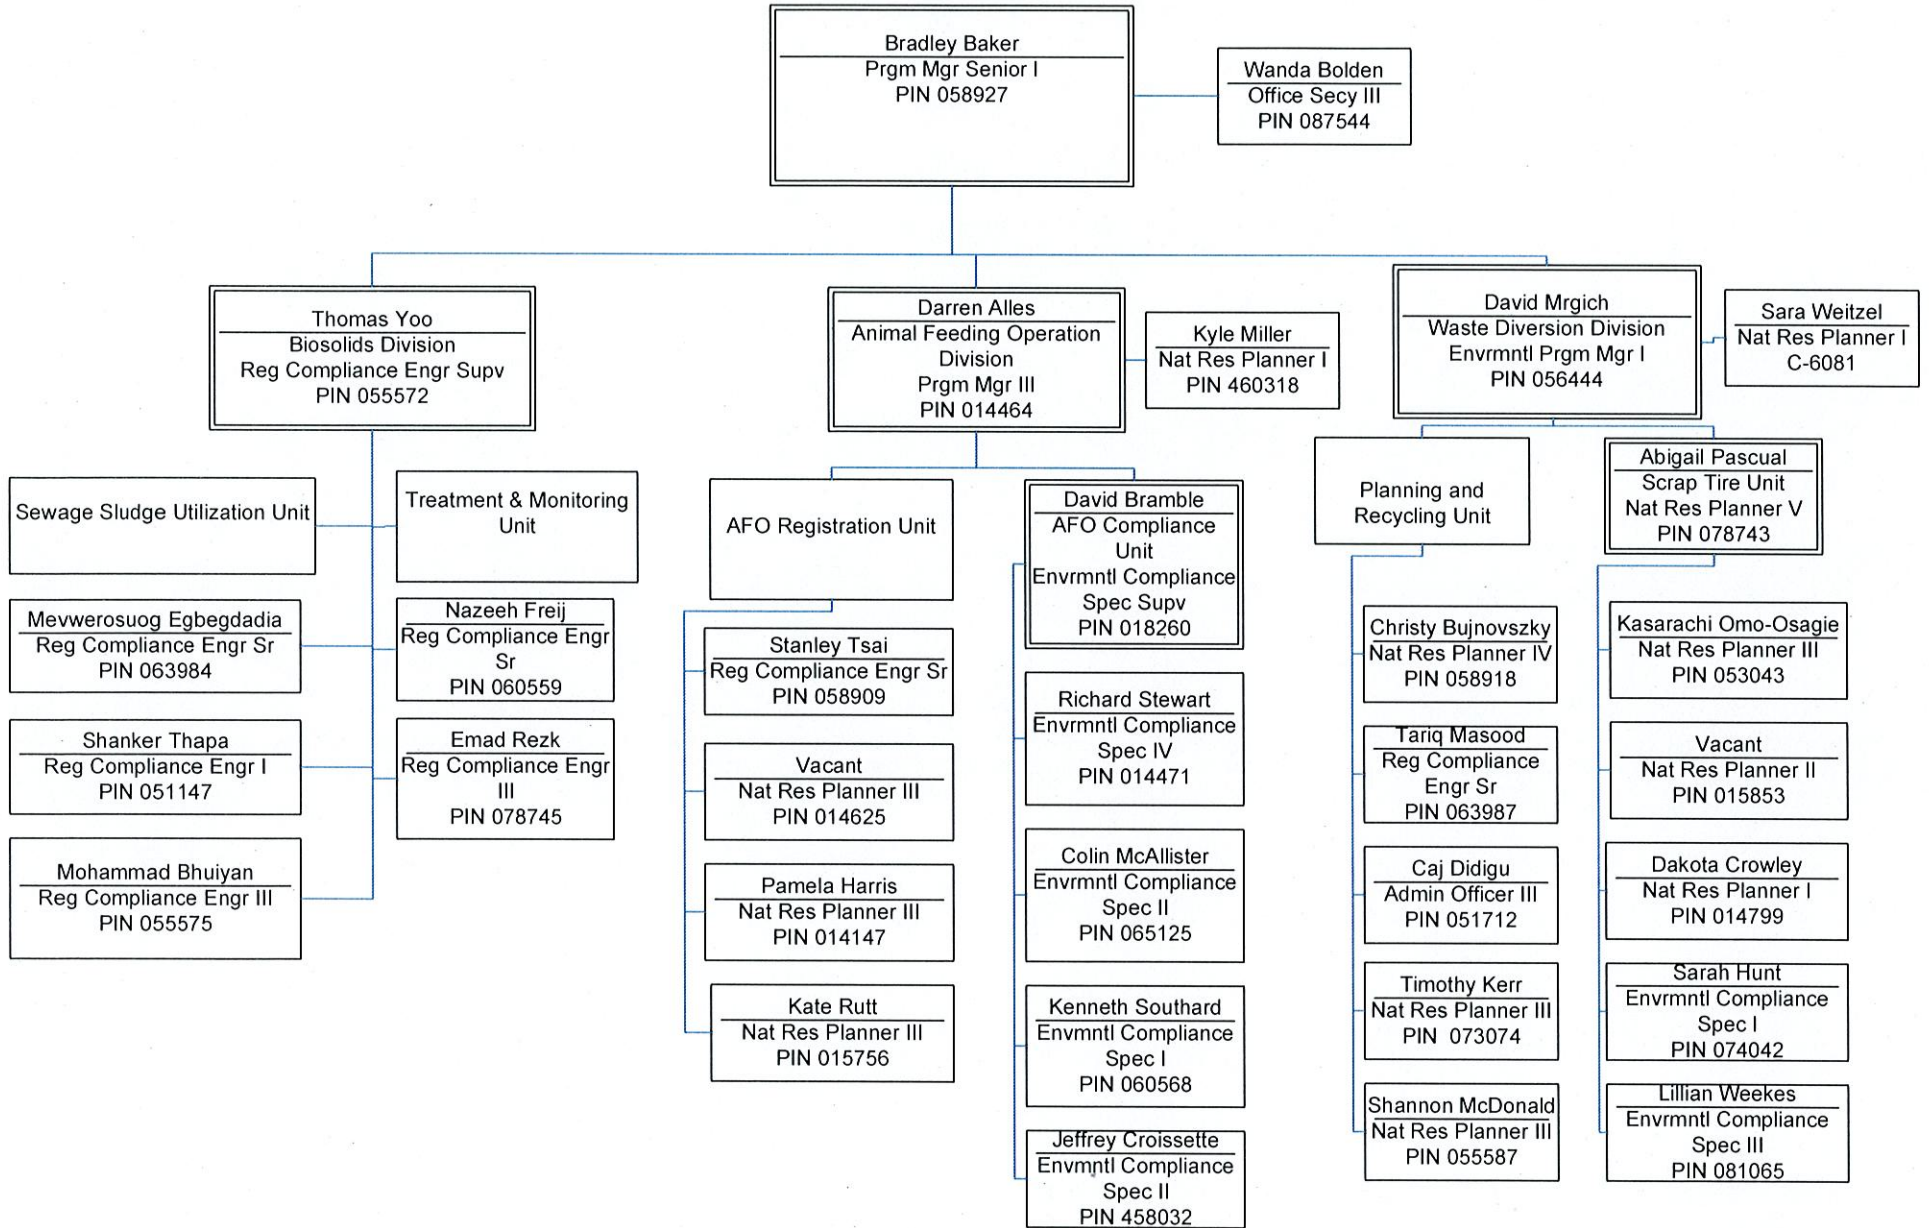 Bradley Baker
Prgm Mgr Senior I
PIN 058927
Wanda Bolden
Office Secy III
PIN 087544
Thomas Yoo
Biosolids Division
Reg Compliance Engr Supv
PIN 055572
Darren Alles
Animal Feeding Operation
Division
Prgm Mgr III
PIN 014464
Kyle Miller
Nat Res Planner I
PIN 460318
David Mrgich
Waste Diversion Division
Envrmntl Prgm Mgr I
PIN 056444
Sara Weitzel
Nat Res Planner I
C-6081
Sewage Sludge Utilization Unit
Treatment & Monitoring
Unit
Mevwerosuog Egbegdadia
Reg Compliance Engr Sr
PIN 063984
Nazeeh Freij
Reg Compliance Engr
Sr
PIN 060559
Shanker Thapa
Reg Compliance Engr I
PIN 051147
Emad Rezk
Reg Compliance Engr
III
PIN 078745
Mohammad Bhuiyan
Reg Compliance Engr III
PIN 055575
AFO Registration Unit
Stanley Tsai
Reg Compliance Engr Sr
PIN 058909
Vacant
Nat Res Planner III
PIN 014625
Pamela Harris
Nat Res Planner III
PIN 014147
Kate Rutt
Nat Res Planner III
PIN 015756
David Bramble
AFO Compliance
Unit
Envrmntl Compliance
Spec Supv
PIN 018260
Richard Stewart
Envrmntl Compliance
Spec IV
PIN 014471
Colin McAllister
Envrmntl Compliance
Spec II
PIN 065125
Kenneth Southard
Envmntl Compliance
Spec I
PIN 060568
Jeffrey Croissette
Envmntl Compliance
Spec II
PIN 458032
Planning and
Recycling Unit
Christy Bujnovszky
Nat Res Planner IV
PIN 058918
Tariq Masood
Reg Compliance
Engr Sr
PIN 063987
Caj Didigu
Admin Officer III
PIN 051712
Timothy Kerr
Nat Res Planner III
PIN 073074
Shannon McDonald
Nat Res Planner III
PIN 055587
Abigail Pascual
Scrap Tire Unit
Nat Res Planner V
PIN 078743
Kasarachi Omo-Osagie
Nat Res Planner III
PIN 053043
Vacant
Nat Res Planner II
PIN 015853
Dakota Crowley
Nat Res Planner I
PIN 014799
Sarah Hunt
Envrmntl Compliance
Spec I
PIN 074042
Lillian Weekes
Envrmntl Compliance
Spec III
PIN 081065